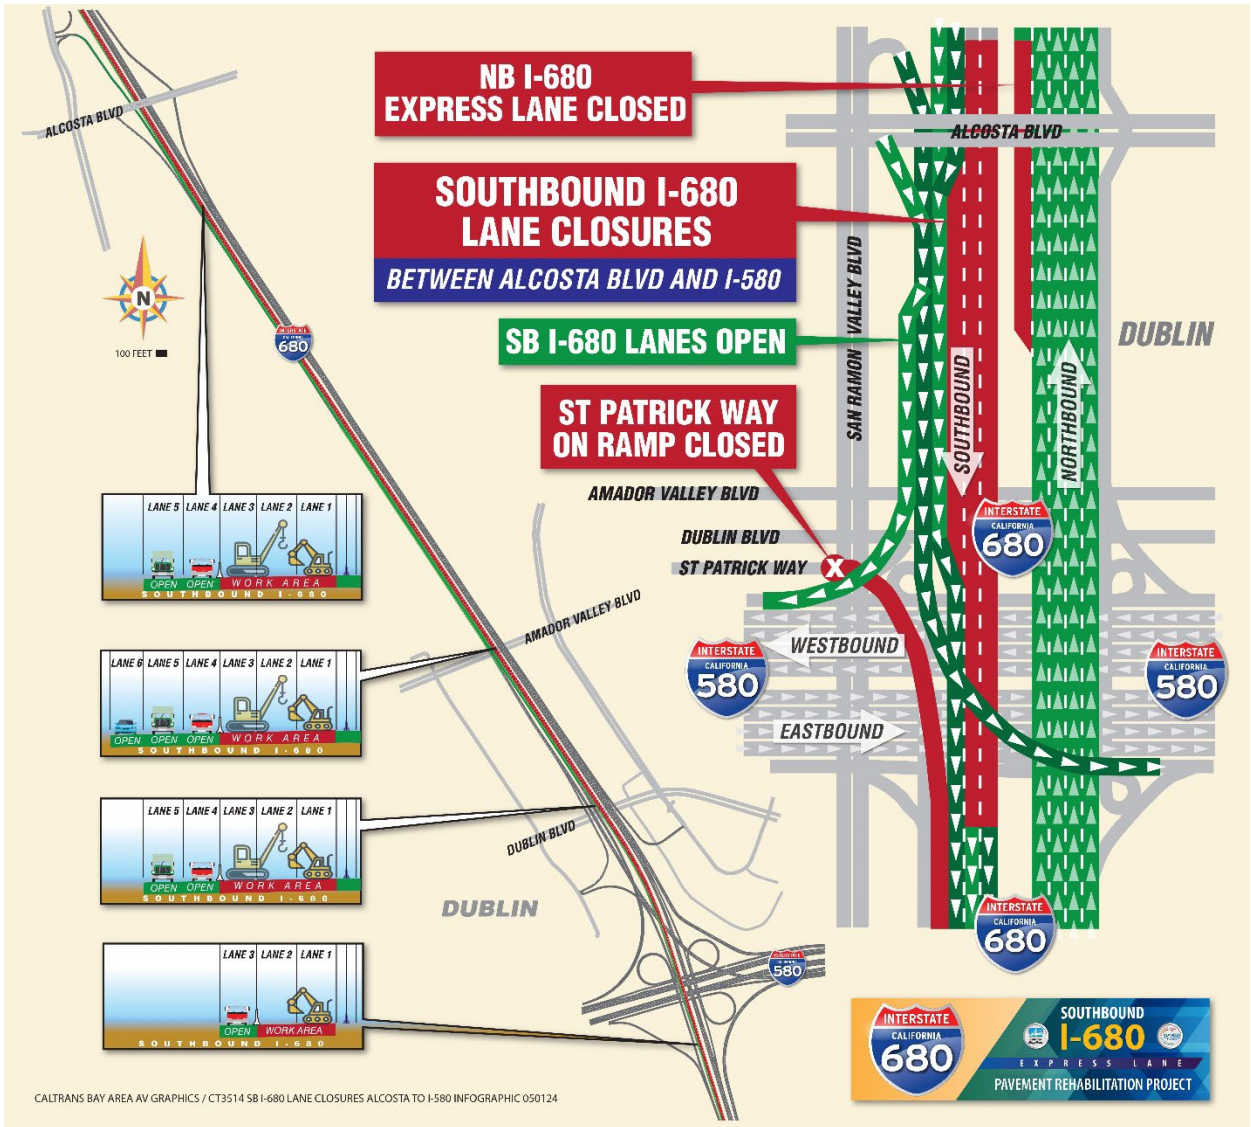 NB I-680
EXPRESS LANE CLOSED
SOUTHBOUND I-680
LANE CLOSURES
BETWEEN ALCOSTA BLVD AND I-580
SB I-680 LANES OPEN
ST PATRICK WAY
ON RAMP CLOSED
ALCOSTA BLVD
N
100 FEET
CALIFORNIA
680
LANE 5 LANE 4 LANE 3 LANE 2 LANE 1
OPEN OPEN WORK AREA
SOUTHBOUND I-680
LANE 6 LANE 5 LANE 4 LANE 3 LANE 2 LANE 1
OPEN OPEN OPEN WORK AREA
SOUTHBOUND I-680
LANE 5 LANE 4 LANE 3 LANE 2 LANE 1
OPEN OPEN WORK AREA
SOUTHBOUND I-680
LANE 3 LANE 2 LANE 1
OPEN WORK AREA
SOUTHBOUND I-680
AMADOR VALLEY BLVD
DUBLIN BLVD
DUBLIN
580
ALCOSTA BLVD
SAN RAMON VALLEY BLVD
DUBLIN
SOUTHBOUND
NORTHBOUND
AMADOR VALLEY BLVD
DUBLIN BLVD
ST PATRICK WAY
X
INTERSTATE
CALIFORNIA
680
WESTBOUND
EASTBOUND
INTERSTATE
CALIFORNIA
580
INTERSTATE
CALIFORNIA
580
INTERSTATE
CALIFORNIA
680
INTERSTATE
CALIFORNIA
680
SOUTHBOUND
I-680
EXPRESS LANE
PAVEMENT REHABILITATION PROJECT
CALTRANS BAY AREA AV GRAPHICS / CT3514 SB I-680 LANE CLOSURES ALCOSTA TO I-580 INFOGRAPHIC 050124